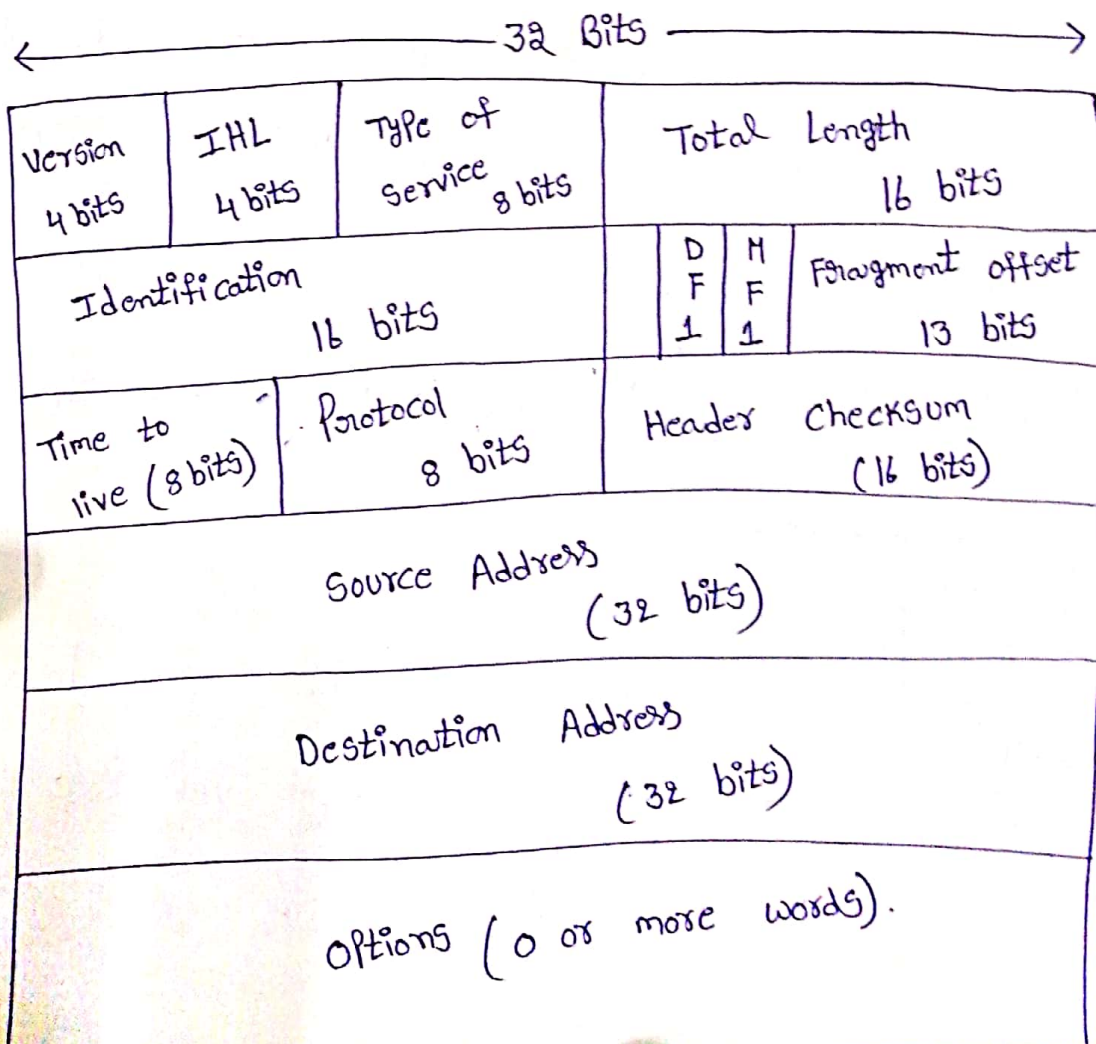 32 Bits
Version
4 bits
IHL
4 bits
Type of
Service
8 bits
Total Length
16 bits
Identification
16 bits
D
F
1
M
F
1
Fragment offset
13 bits
Time to
live (8 bits)
Protocol
8 bits
Header Checksum
(16 bits)
Source Address
(32 bits)
Destination Address
(32 bits)
Options (0 or more words).